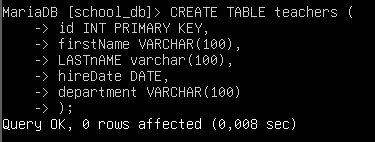 MariaDB [school_db]> CREATE TABLE teachers (
    -> id INT PRIMARY KEY,
    -> firstName VARCHAR(100),
    -> LASTnAME varchar(100),
    -> hireDate DATE,
    -> department VARCHAR(100)
    -> );
Query OK, 0 rows affected (0,008 sec)